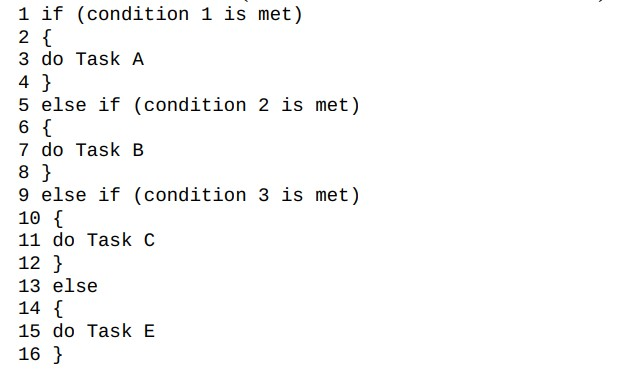 1 if (condition 1 is met)
2 {
3 do Task A
4 }
5 else if (condition 2 is met)
6 {
7 do Task B
8 }
9 else if (condition 3 is met)
10 {
11 do Task C
12 }
13 else
14 {
15 do Task E
16 }